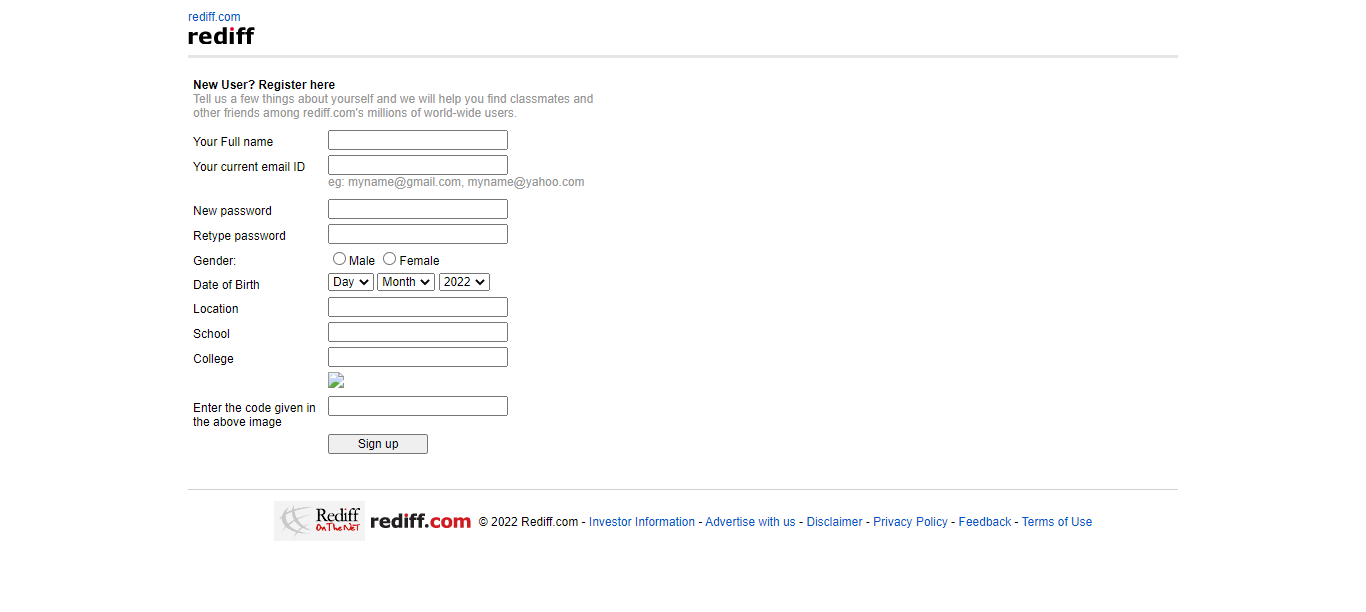 rediff.com
rediff
New User? Register here
Tell us a few things about yourself and we will help you find classmates and
other friends among rediff.com's millions of world-wide users.
Your Full name
Your current email ID
eg: myname@gmail.com, myname@yahoo.com
New password
Retype password
Gender: Male Female
Date of Birth Day Month 2022
Location
School
College
Enter the code given in
the above image
Sign up
Rediff On The NeT rediff.com © 2022 Rediff.com - Investor Information - Advertise with us - Disclaimer - Privacy Policy - Feedback - Terms of Use